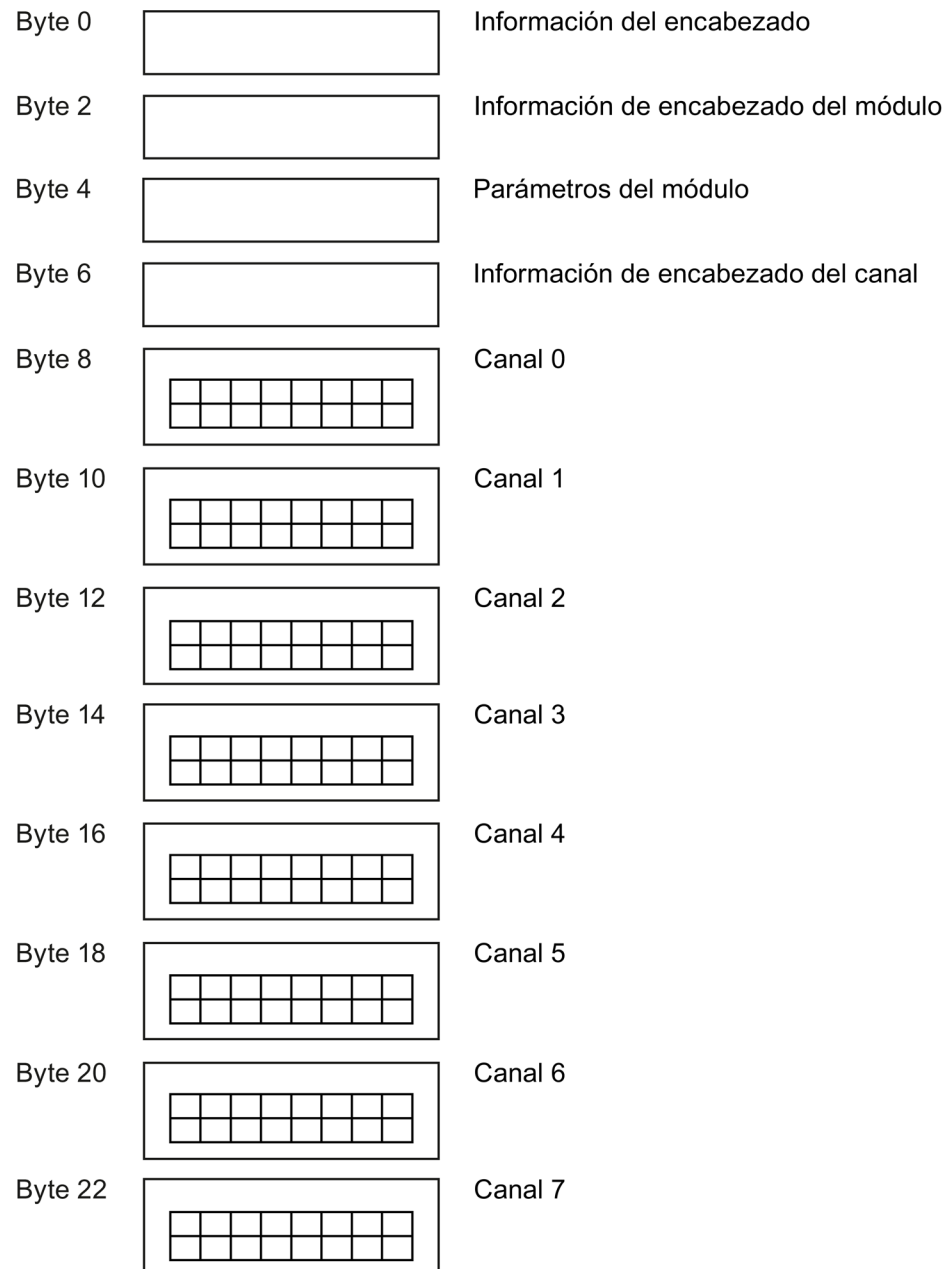 Byte 0 Información del encabezado
Byte 2 Información de encabezado del módulo
Byte 4 Parámetros del módulo
Byte 6 Información de encabezado del canal
Byte 8 Canal 0
Byte 10 Canal 1
Byte 12 Canal 2
Byte 14 Canal 3
Byte 16 Canal 4
Byte 18 Canal 5
Byte 20 Canal 6
Byte 22 Canal 7